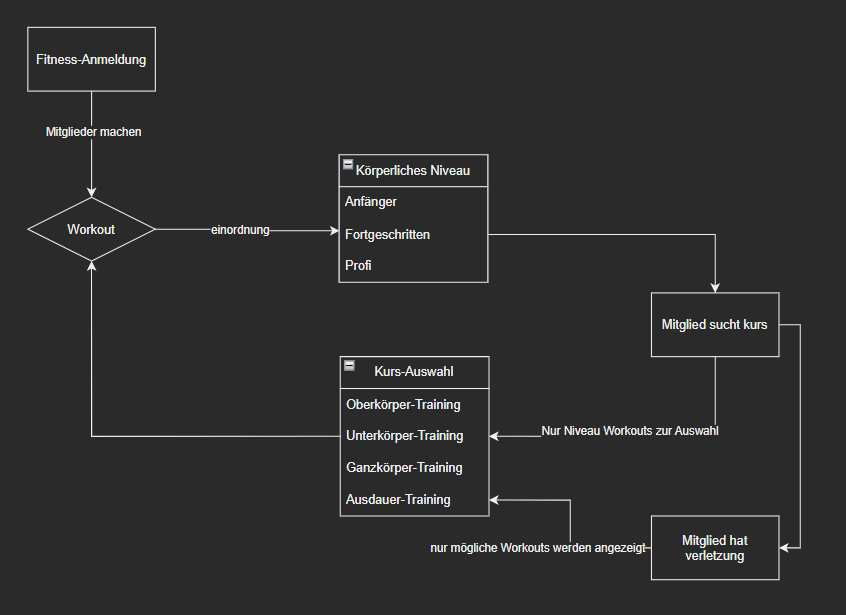 Fitness-Anmeldung
Mitglieder machen
Workout
einordnung
Körperliches Niveau
Anfänger
Fortgeschritten
Profi
Mitglied sucht kurs
Kurs-Auswahl
Oberkörper-Training
Unterkörper-Training
Ganzkörper-Training
Ausdauer-Training
Nur Niveau Workouts zur Auswahl
nur mögliche Workouts werden angezeigt
Mitglied hat
verletzung